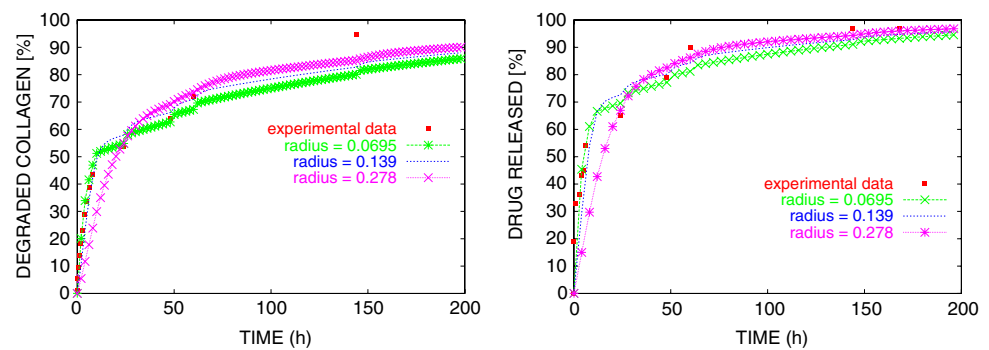 DEGRADED COLLAGEN [%]
100
90
80
70
60
50
40
30
20
10
0
0 50 100 150 200
TIME (h)
experimental data
radius = 0.0695
radius = 0.139
radius = 0.278
DRUG RELEASED [%]
100
90
80
70
60
50
40
30
20
10
0
0 50 100 150 200
TIME (h)
experimental data
radius = 0.0695
radius = 0.139
radius = 0.278